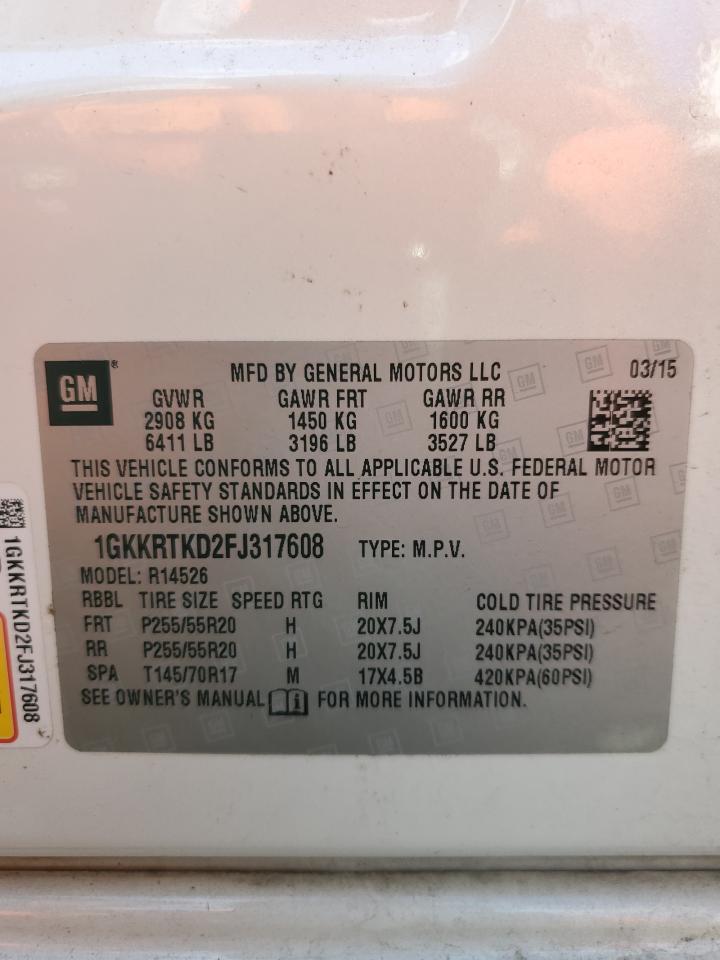 GM ®
MFD BY GENERAL MOTORS LLC 03/15
GVWR GAWR FRT GAWR RR
2908 KG 1450 KG 1600 KG
6411 LB 3196 LB 3527 LB
THIS VEHICLE CONFORMS TO ALL APPLICABLE U.S. FEDERAL MOTOR
VEHICLE SAFETY STANDARDS IN EFFECT ON THE DATE OF
MANUFACTURE SHOWN ABOVE.
1GKKRTKD2FJ317608 TYPE: M.P.V.
MODEL: R14526
RBBL TIRE SIZE SPEED RTG RIM COLD TIRE PRESSURE
FRT P255/55R20 H 20X7.5J 240KPA(35PSI)
RR P255/55R20 H 20X7.5J 240KPA(35PSI)
SPA T145/70R17 M 17X4.5B 420KPA(60PSI)
SEE OWNER'S MANUAL i FOR MORE INFORMATION.
1GKKRTKD2FJ317608